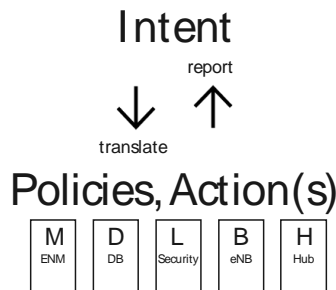 Intent
report
translate
Policies, Action(s)
M D L B H
ENM DB Security eNB Hub